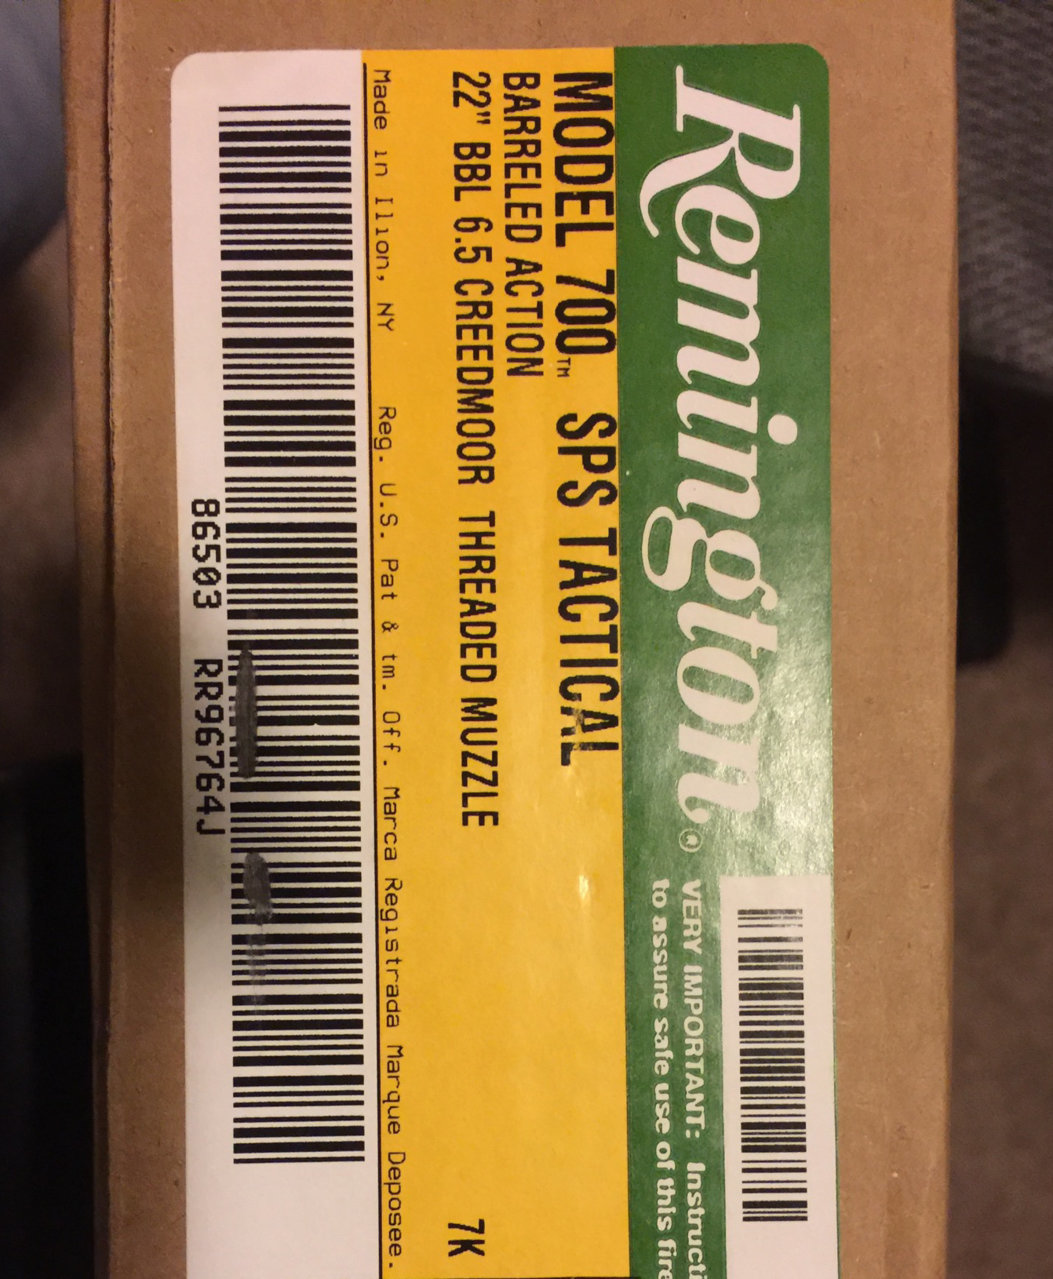 Remington®
VERY IMPORTANT: Instructi
to assure safe use of this fire
MODEL 700™ SPS TACTICAL
BARRELED ACTION
22" BBL 6.5 CREEDMOOR THREADED MUZZLE
7K
Made in Ilion, NY Reg. U.S. Pat & tm. Off. Marca Registrada Marque Deposee.
86503 RR96764J